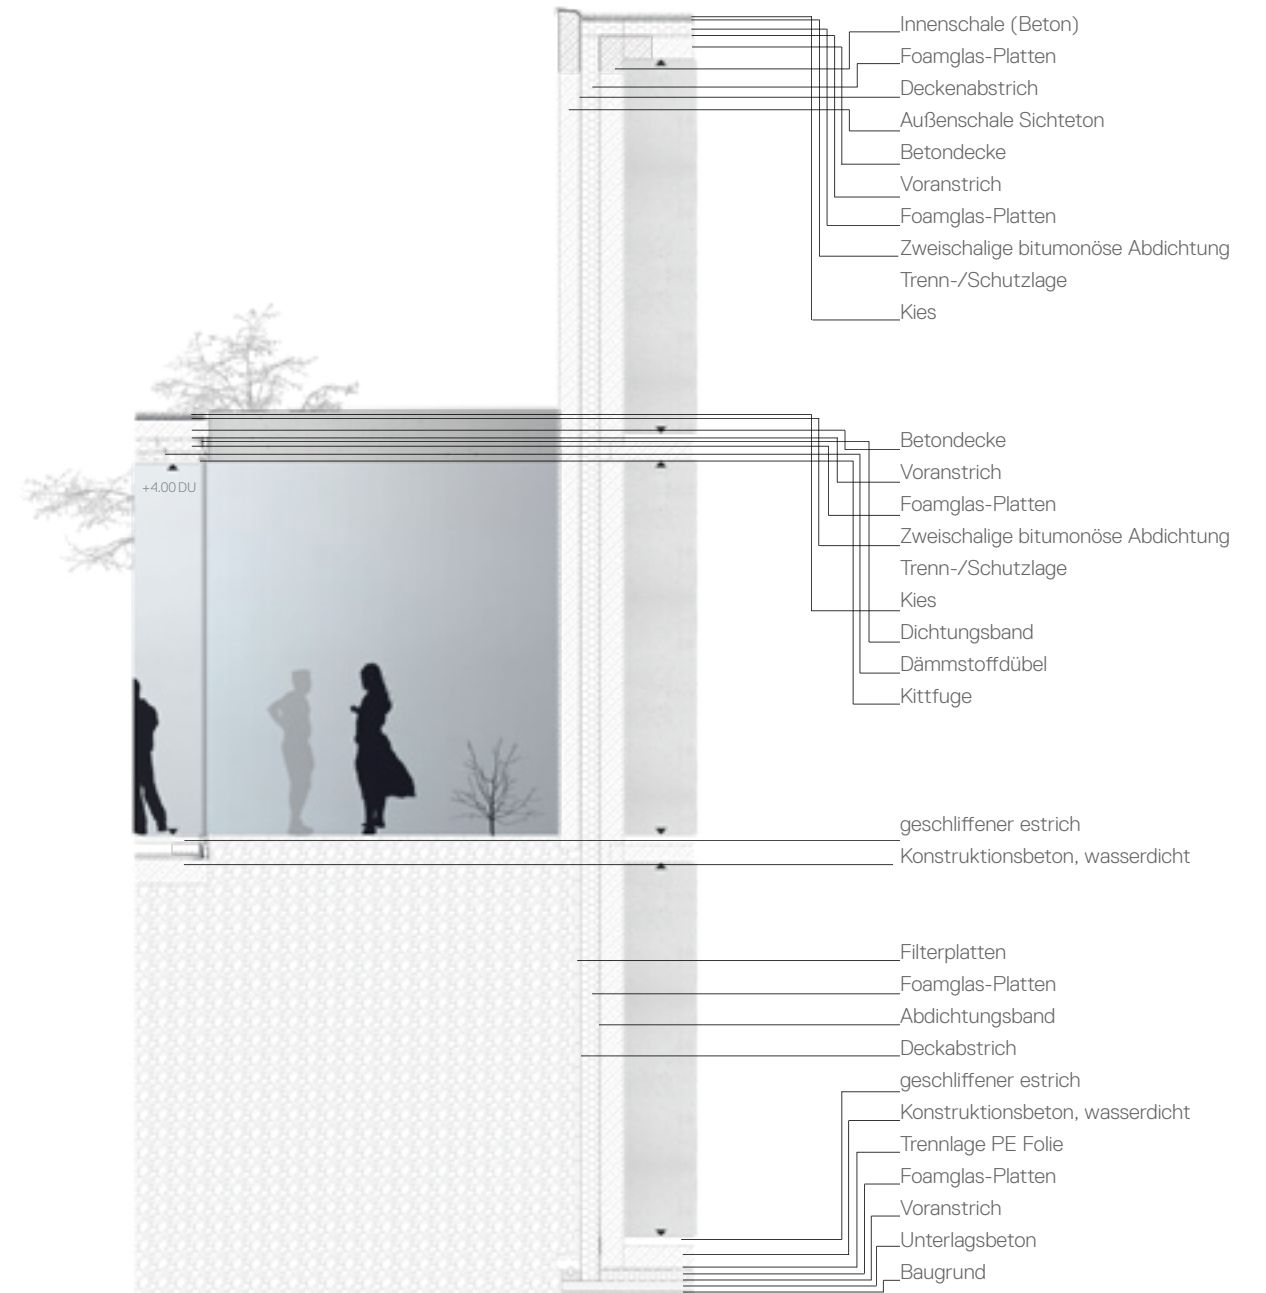 Innenschale (Beton)
Foamglas-Platten
Deckenabstrich
Außenschale Sichteton
Betondecke
Voranstrich
Foamglas-Platten
Zweischalige bitumonöse Abdichtung
Trenn-/Schutzlage
Kies
Betondecke
Voranstrich
Foamglas-Platten
Zweischalige bitumonöse Abdichtung
Trenn-/Schutzlage
Kies
Dichtungsband
Dämmstoffdübel
Kittfuge
+4.00 DU
geschliffener estrich
Konstruktionsbeton, wasserdicht
Filterplatten
Foamglas-Platten
Abdichtungsband
Deckabstrich
geschliffener estrich
Konstruktionsbeton, wasserdicht
Trennlage PE Folie
Foamglas-Platten
Voranstrich
Unterlagsbeton
Baugrund